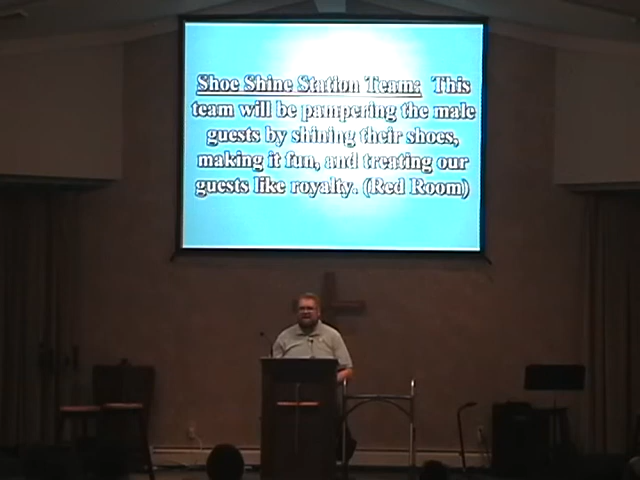 Shoe Shine Station Team: This
team will be pampering the male
guests by shining their shoes,
making it fun, and treating our
guests like royalty. (Red Room)